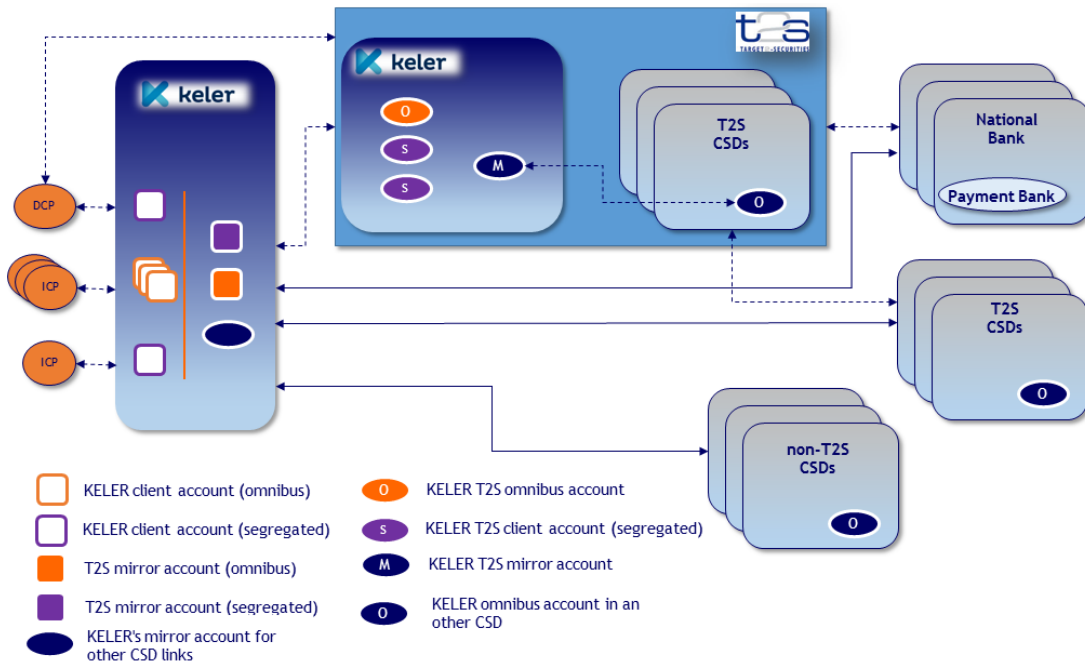 t2s
TARGET2-SECURITIES
keler
keler
O
S
S
M
T2S
CSDs
O
National
Bank
Payment Bank
DCP
ICP
ICP
T2S
CSDs
O
non-T2S
CSDs
O
KELER client account (omnibus)
KELER client account (segregated)
T2S mirror account (omnibus)
T2S mirror account (segregated)
KELER's mirror account for
other CSD links
O
KELER T2S omnibus account
S
KELER T2S client account (segregated)
M
KELER T2S mirror account
O
KELER omnibus account in an
other CSD